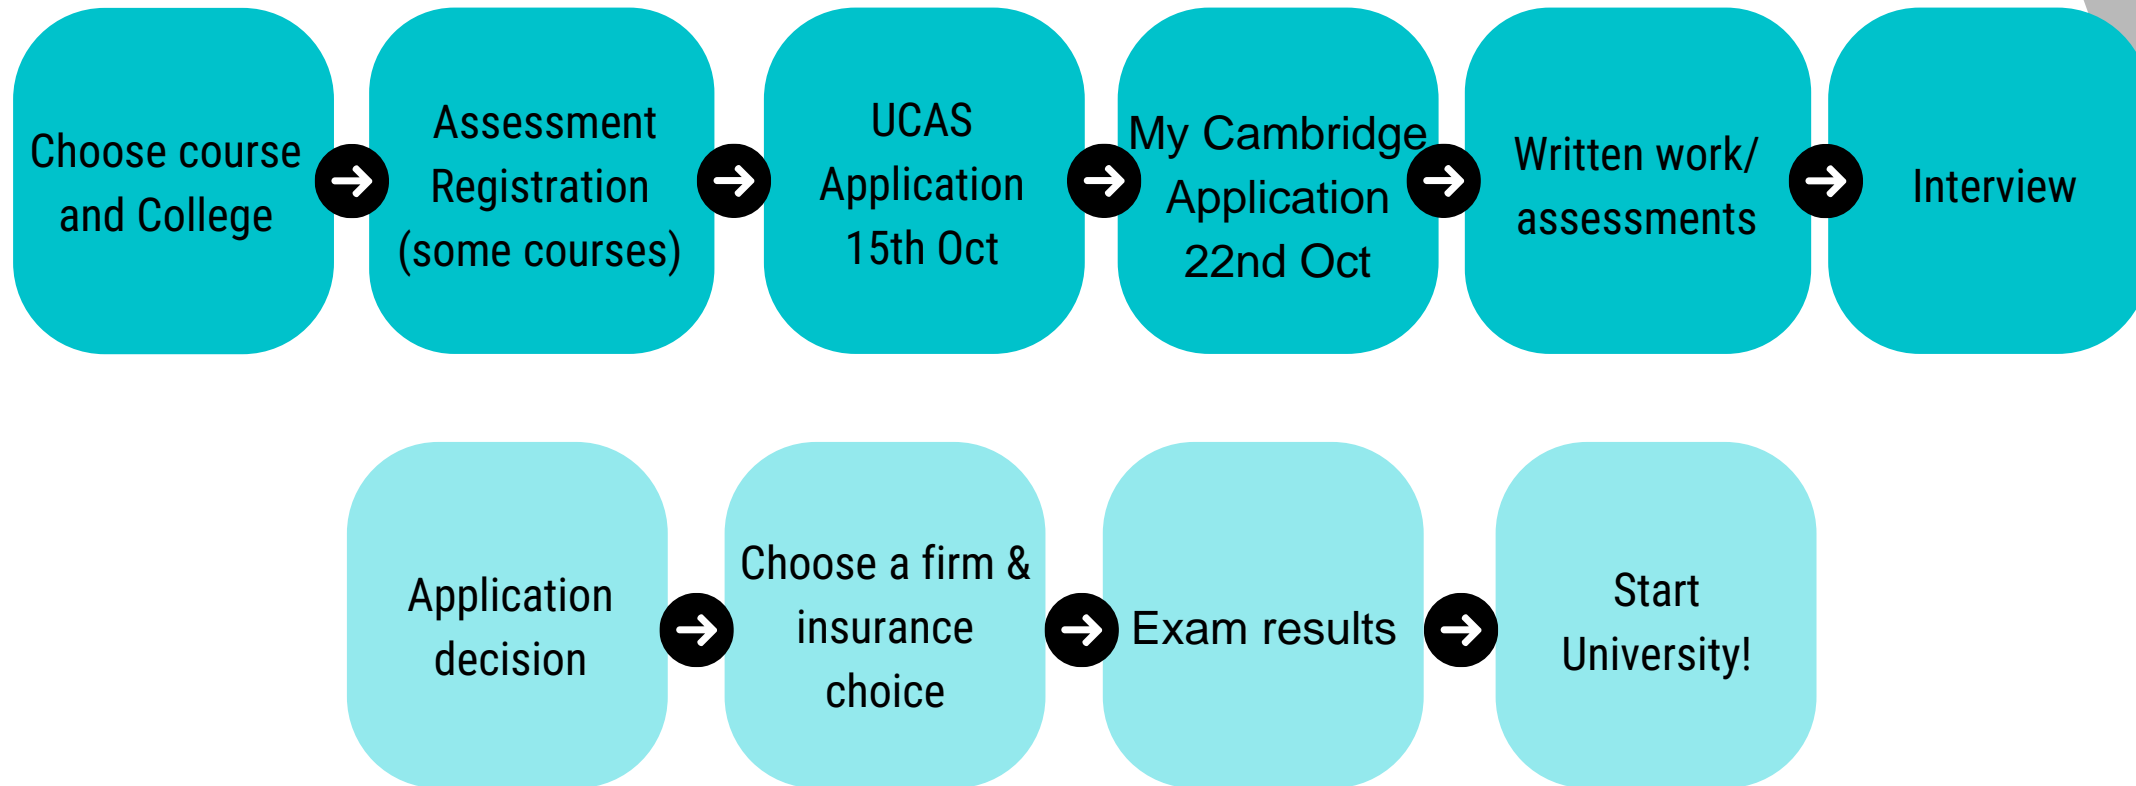 Choose course
and College
Assessment
Registration
(some courses)
UCAS
Application
15th Oct
My Cambridge
Application
22nd Oct
Written work/
assessments
Interview
Application
decision
Choose a firm &
insurance
choice
Exam results
Start
University!